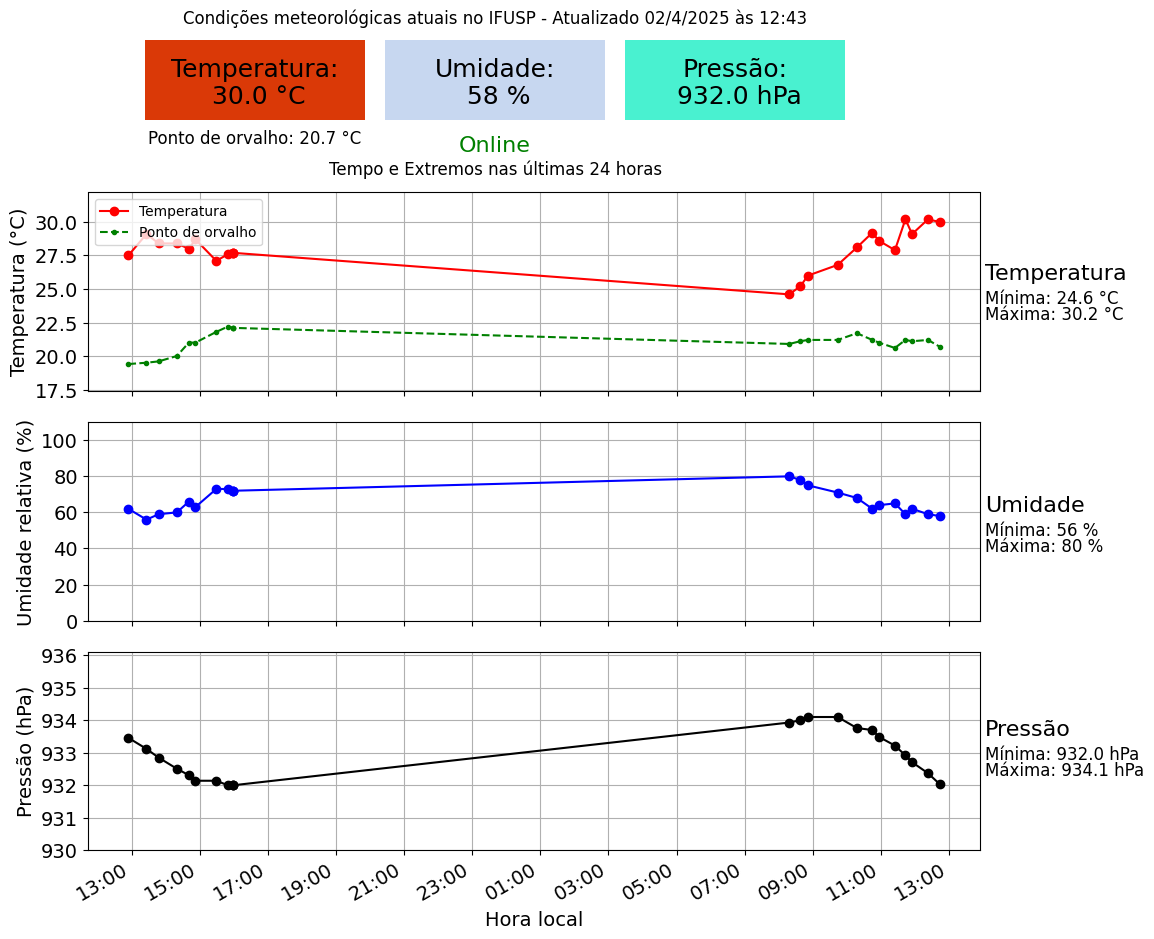 Condições meteorológicas atuais no IFUSP - Atualizado 02/4/2025 às 12:43
Temperatura:
30.0 °C
Umidade:
58 %
Pressão:
932.0 hPa
Ponto de orvalho: 20.7 °C
Online
Tempo e Extremos nas últimas 24 horas
Temperatura (°C)
30.0
27.5
25.0
22.5
20.0
17.5
Temperatura
Ponto de orvalho
Temperatura
Mínima: 24.6 °C
Máxima: 30.2 °C
Umidade relativa (%)
100
80
60
40
20
0
Umidade
Mínima: 56 %
Máxima: 80 %
Pressão (hPa)
936
935
934
933
932
931
930
Pressão
Mínima: 932.0 hPa
Máxima: 934.1 hPa
13:00 15:00 17:00 19:00 21:00 23:00 01:00 03:00 05:00 07:00 09:00 11:00 13:00
Hora local